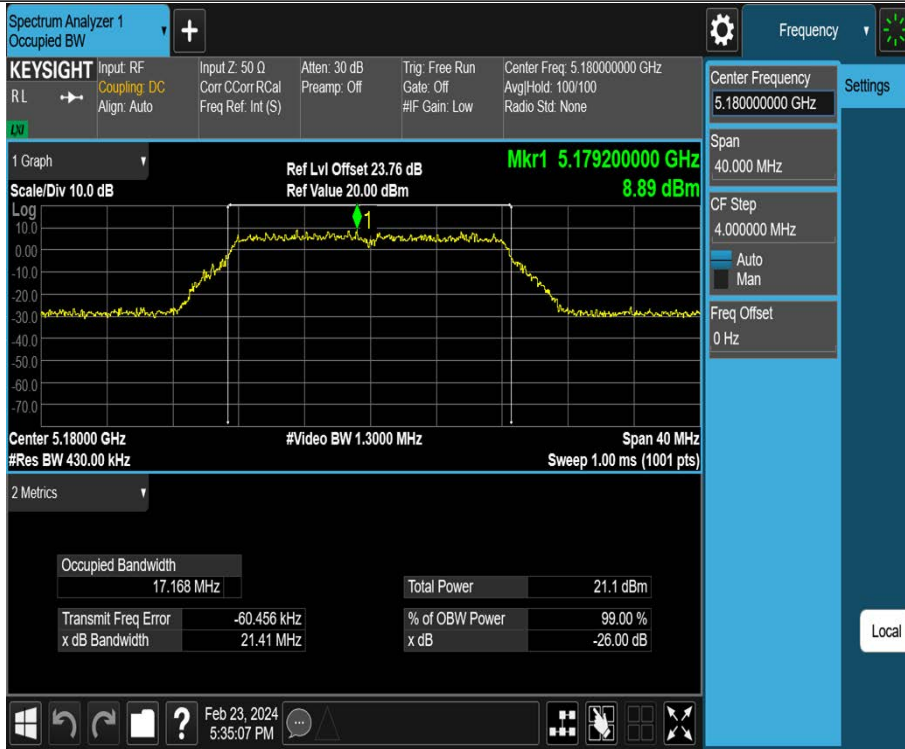 Spectrum Analyzer 1
Occupied BW
+
Frequency
KEYSIGHT
R L
LXI
Input: RF
Coupling: DC
Align: Auto
Input Z: 50 Ω
Corr CCorr RCal
Freq Ref: Int (S)
Atten: 30 dB
Preamp: Off
Trig: Free Run
Gate: Off
#IF Gain: Low
Center Freq: 5.180000000 GHz
Avg|Hold: 100/100
Radio Std: None
Center Frequency
5.180000000 GHz
Settings
Span
40.000 MHz
CF Step
4.000000 MHz
Auto
Man
Freq Offset
0 Hz
Local
1 Graph
Scale/Div 10.0 dB
Ref Lvl Offset 23.76 dB
Ref Value 20.00 dBm
Mkr1 5.179200000 GHz
8.89 dBm
Log
10.0
0.00
-10.0
-20.0
-30.0
-40.0
-50.0
-60.0
-70.0
1
Center 5.18000 GHz
#Res BW 430.00 kHz
#Video BW 1.3000 MHz
Span 40 MHz
Sweep 1.00 ms (1001 pts)
2 Metrics
Occupied Bandwidth
17.168 MHz
Total Power 21.1 dBm
Transmit Freq Error -60.456 kHz
% of OBW Power 99.00 %
x dB Bandwidth 21.41 MHz
x dB -26.00 dB
?
Feb 23, 2024
5:35:07 PM